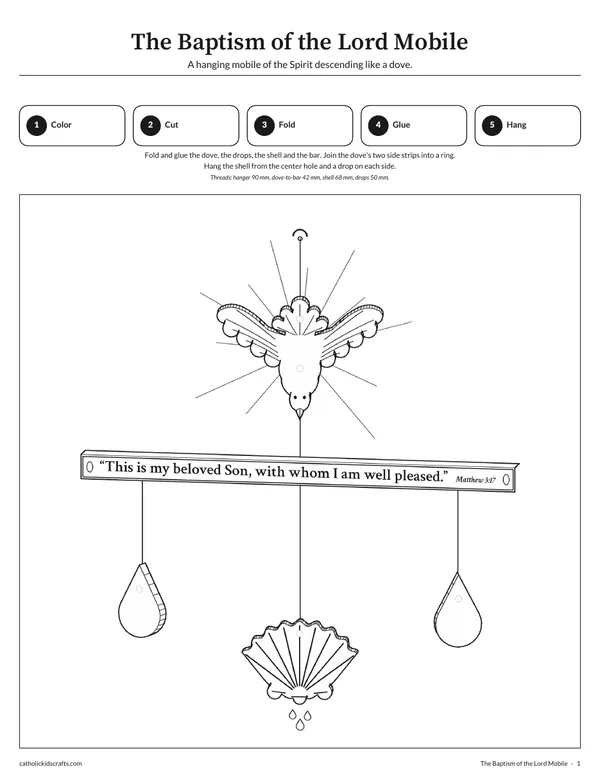 The Baptism of the Lord Mobile
A hanging mobile of the Spirit descending like a dove.
1 Color
2 Cut
3 Fold
4 Glue
5 Hang
Fold and glue the dove, the drops, the shell and the bar. Join the dove's two side strips into a ring.
Hang the shell from the center hole and a drop on each side.
Threads: hanger 90 mm, dove-to-bar 42 mm, shell 68 mm, drops 50 mm.
“This is my beloved Son, with whom I am well pleased.” Matthew 3:17
catholickidscrafts.com
The Baptism of the Lord Mobile - 1